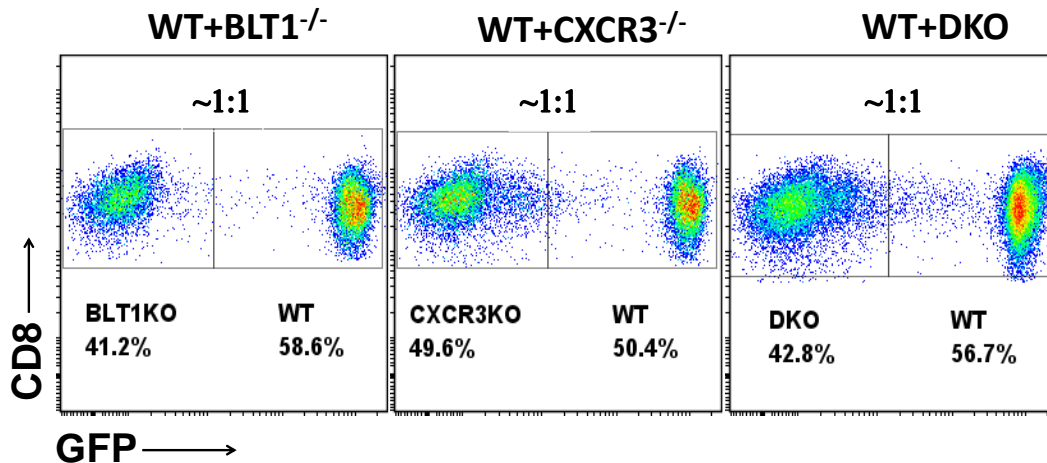 WT+BLT1-/-
WT+CXCR3-/-
WT+DKO
~1:1
~1:1
~1:1
BLT1KO WT
41.2% 58.6%
CXCR3KO WT
49.6% 50.4%
DKO WT
42.8% 56.7%
CD8
GFP